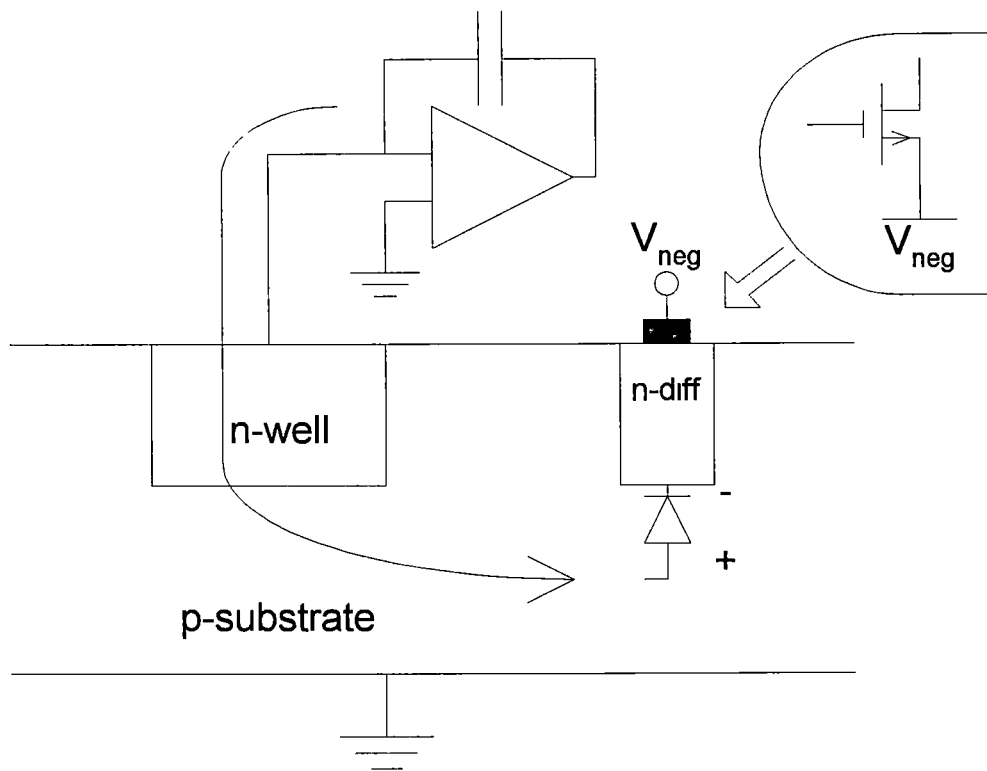 V_neg
V_neg
n-diff
n-well
-
+
p-substrate